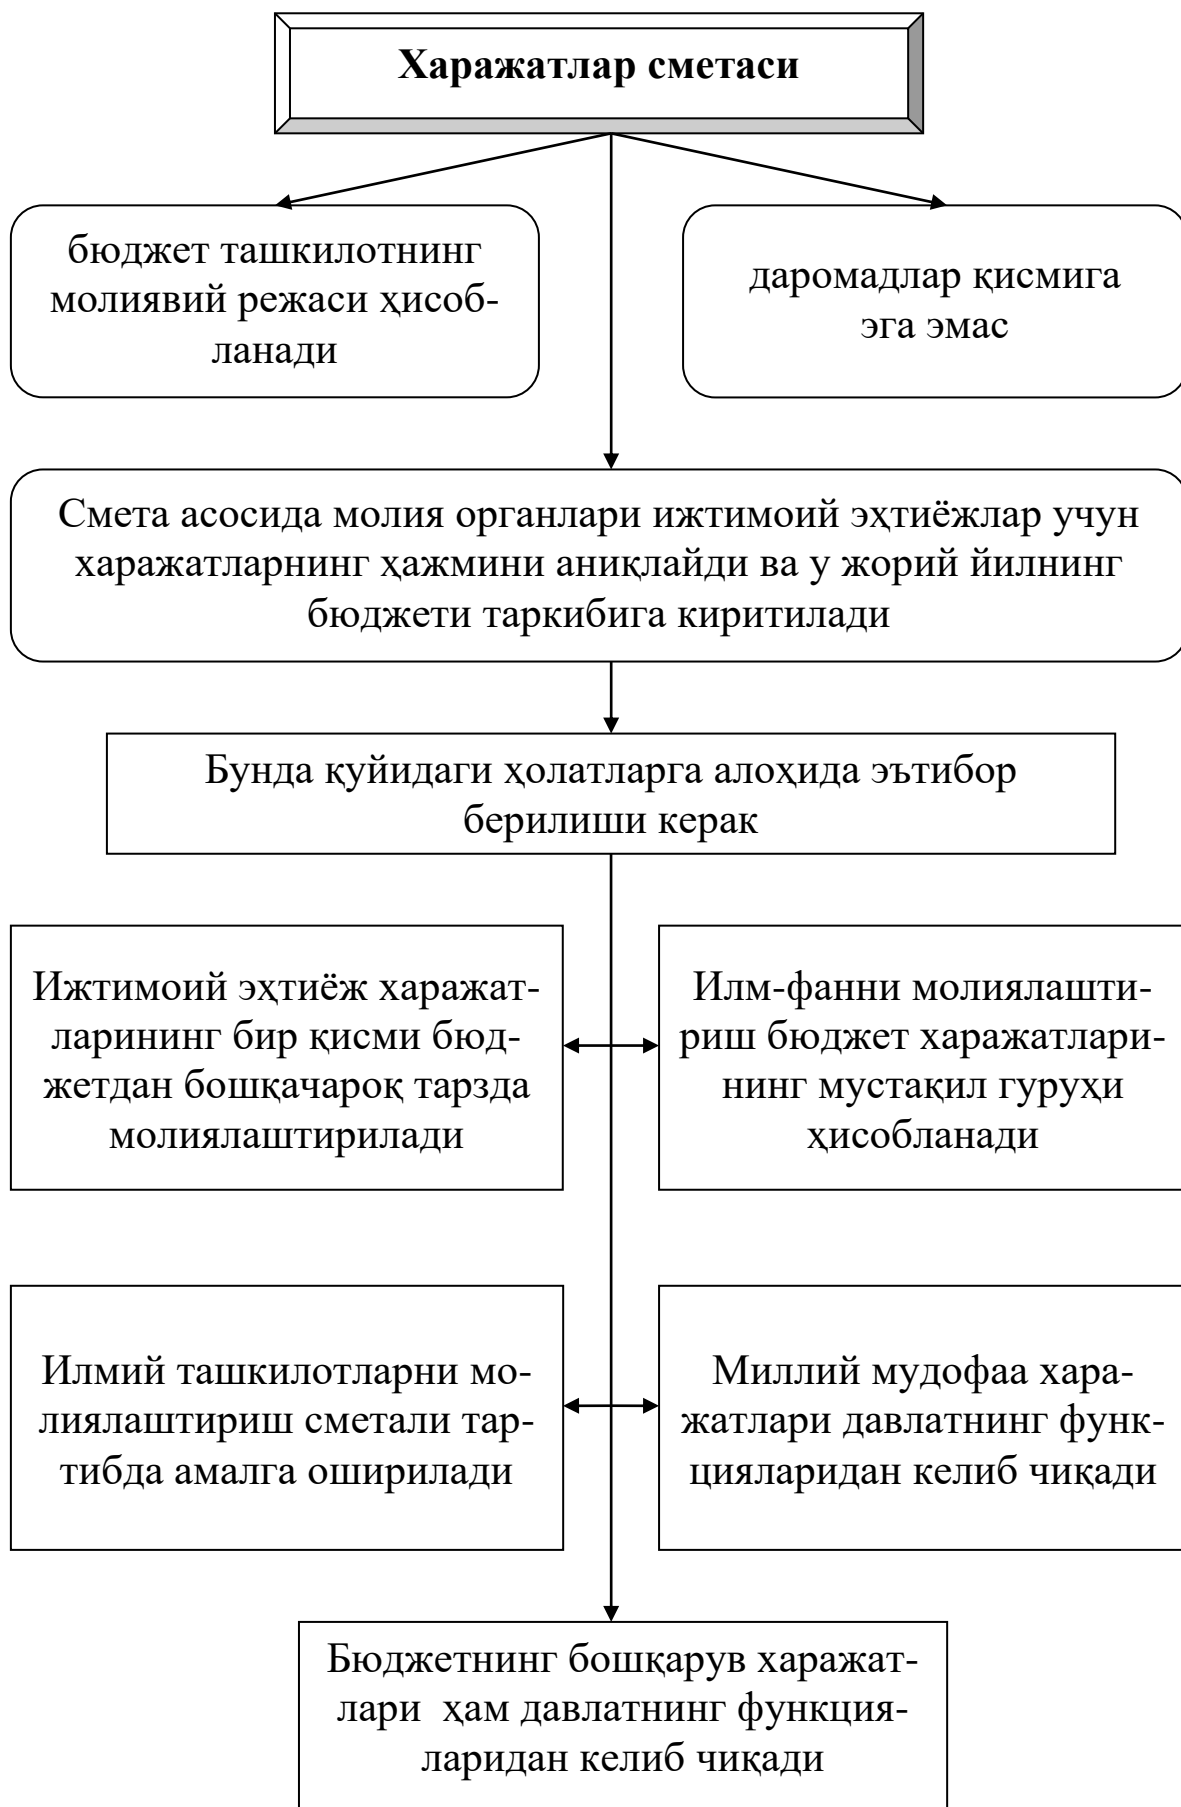 Харажатлар сметаси
бюджет ташкилотнинг
молиявий режаси ҳисоб-
ланади
даромадлар қисмига
эга эмас
Смета асосида молия органлари ижтимоий эҳтиёжлар учун
харажатларнинг ҳажмини аниқлайди ва у жорий йилнинг
бюджети таркибига киритилади
Бунда қуйидаги ҳолатларга алоҳида эътибор
берилиши керак
Ижтимоий эҳтиёж харажат-
ларининг бир қисми бюд-
жетдан бошқачароқ тарзда
молиялаштирилади
Илм-фанни молиялашти-
риш бюджет харажатлари-
нинг мустақил гуруҳи
ҳисобланади
Илмий ташкилотларни мо-
лиялаштириш сметали тар-
тибда амалга оширилади
Миллий мудофаа хара-
жатлари давлатнинг функ-
цияларидан келиб чиқади
Бюджетнинг бошқарув харажат-
лари ҳам давлатнинг функция-
ларидан келиб чиқади